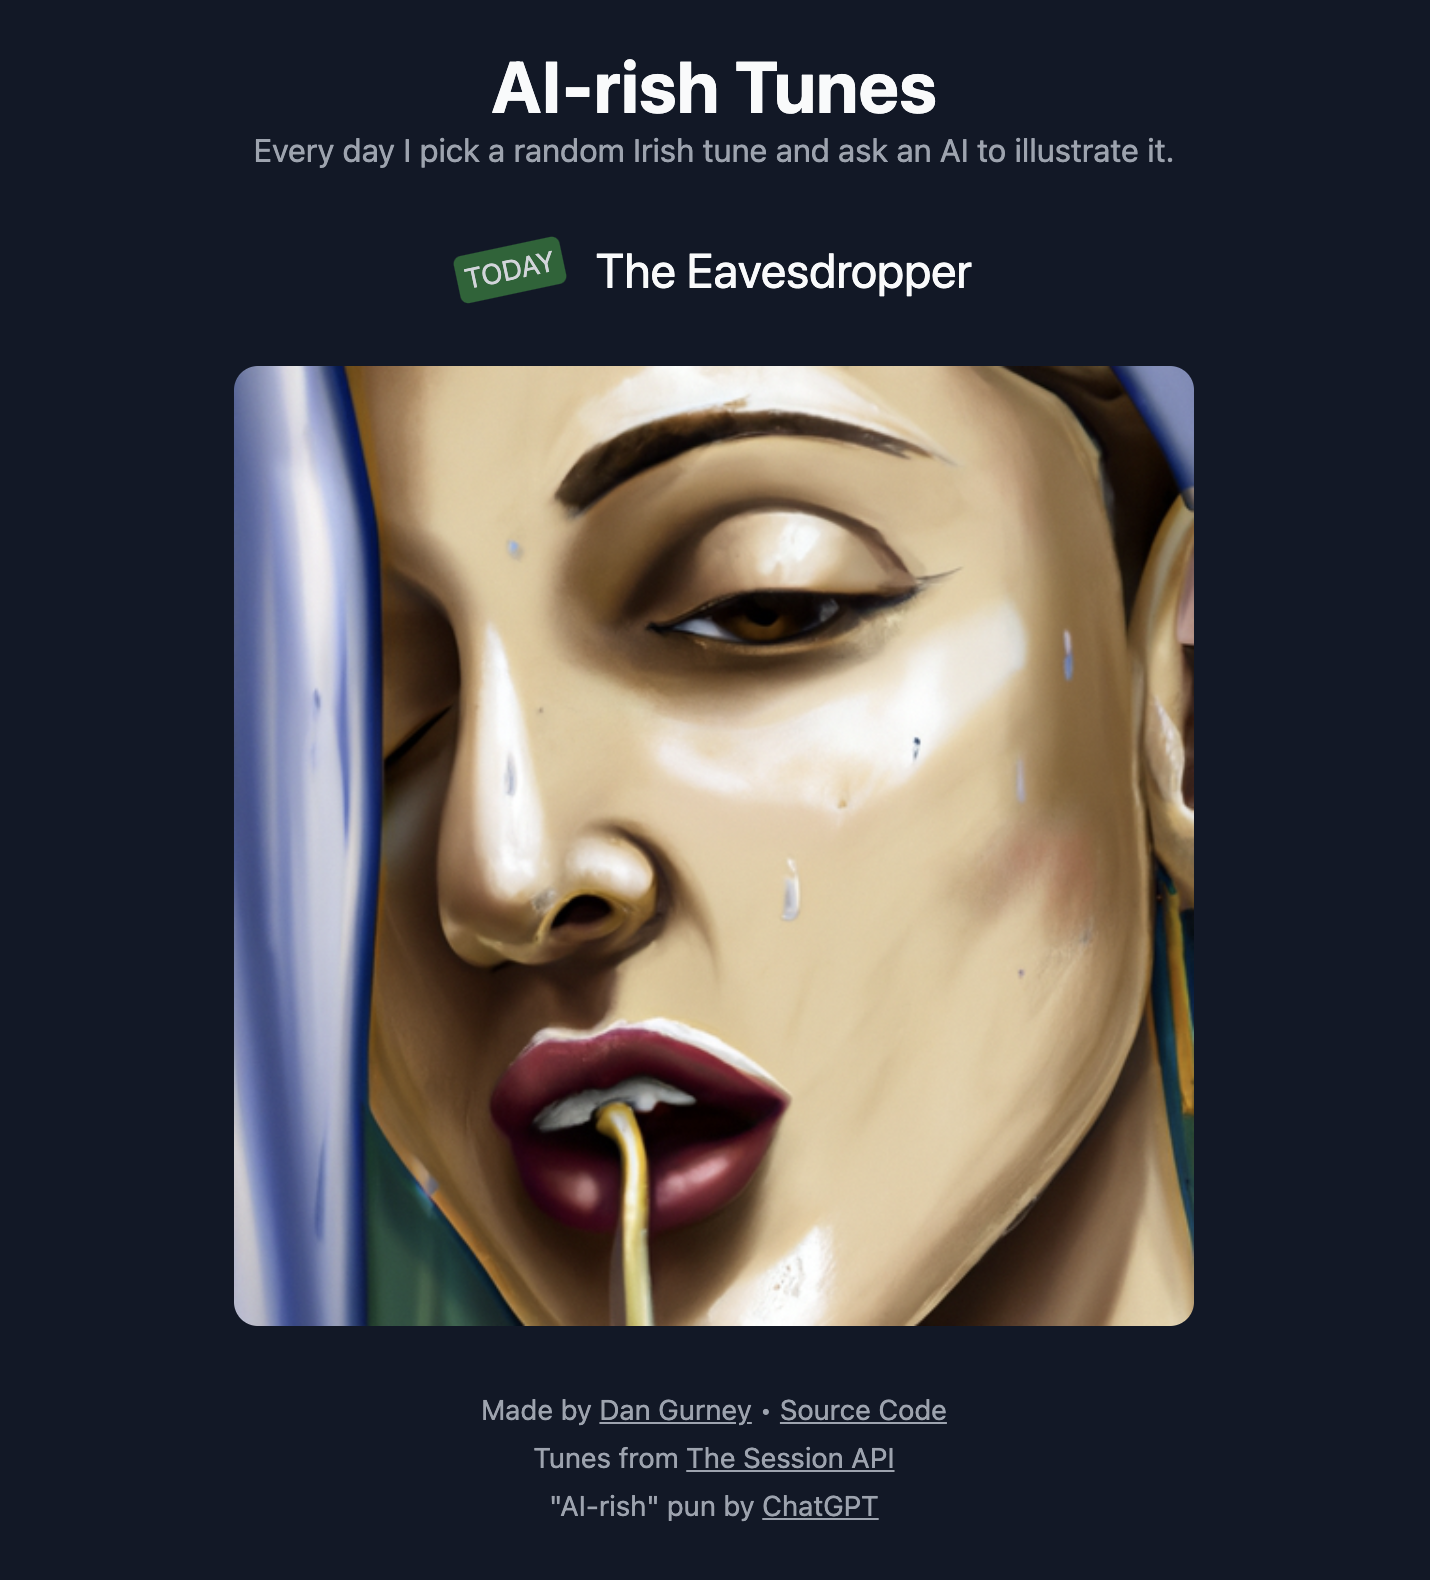 AI-rish Tunes
Every day I pick a random Irish tune and ask an AI to illustrate it.
TODAY The Eavesdropper
Made by Dan Gurney • Source Code
Tunes from The Session API
"AI-rish" pun by ChatGPT